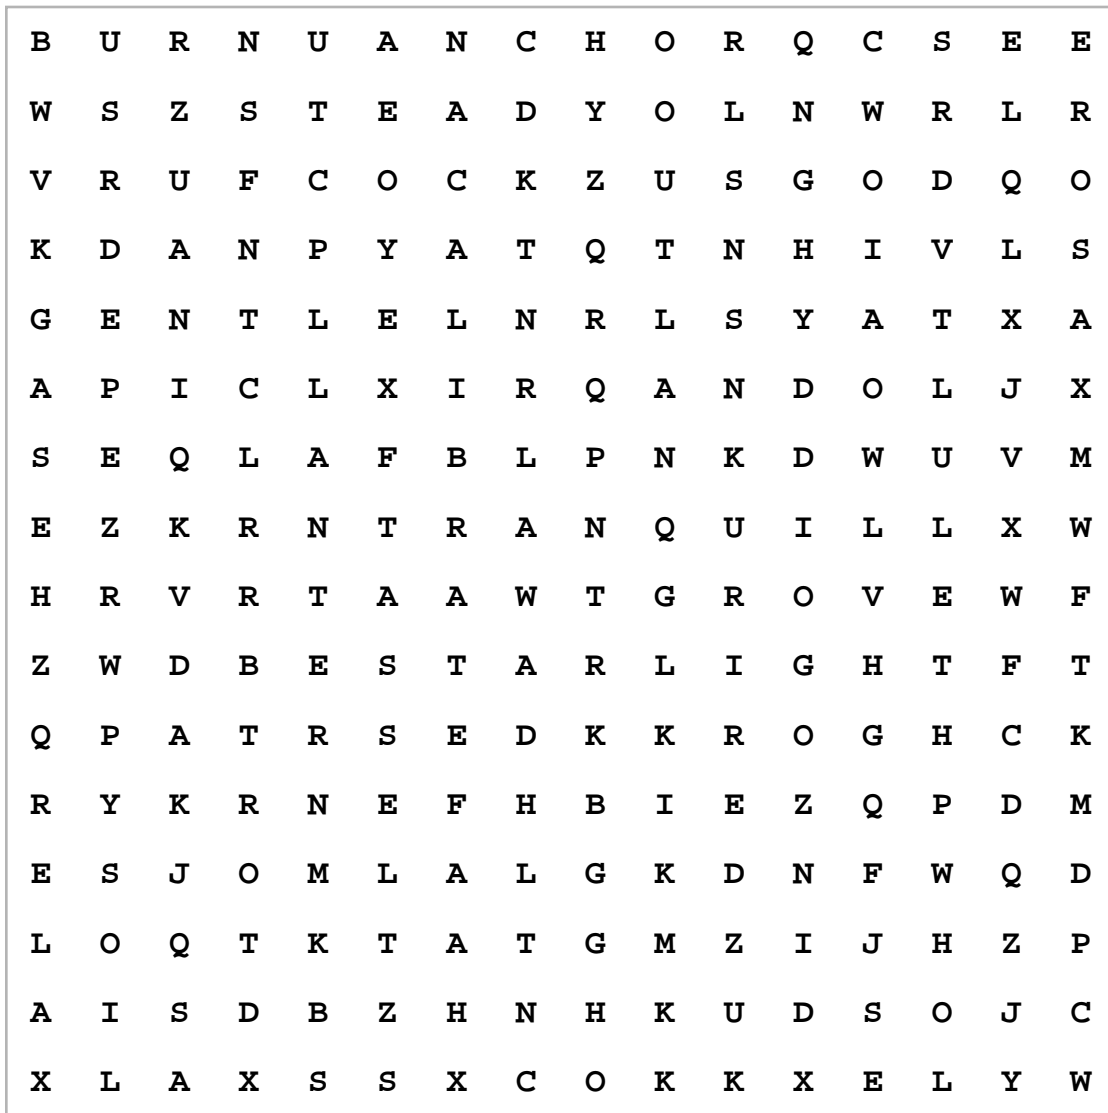 B U R N U A N C H O R Q C S E E
W S Z S T E A D Y O L N W R L R
V R U F C O C K Z U S G O D Q O
K D A N P Y A T Q T N H I V L S
G E N T L E L N R L S Y A T X A
A P I C L X I R Q A N D O L J X
S E Q L A F B L P N K D W U V M
E Z K R N T R A N Q U I L L X W
H R V R T A A W T G R O V E W F
Z W D B E S T A R L I G H T F T
Q P A T R S E D K K R O G H C K
R Y K R N E F H B I E Z Q P D M
E S J O M L A L G K D N F W Q D
L O Q T K T A T G M Z I J H Z P
A I S D B Z H N H K U D S O J C
X L A X S S X C O K K X E L Y W